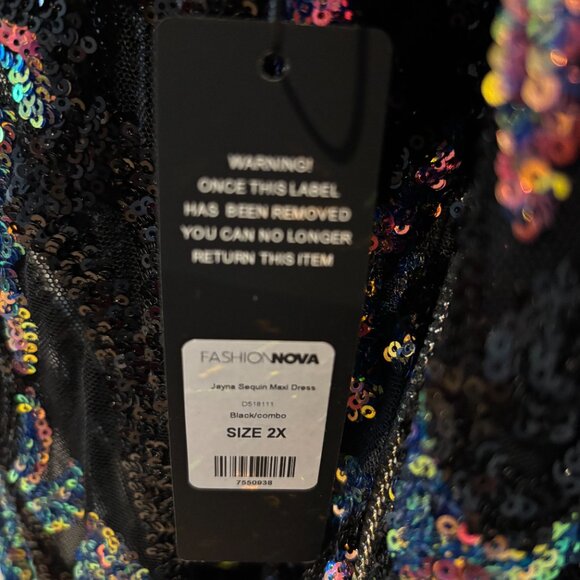 WARNING!
ONCE THIS LABEL
HAS BEEN REMOVED
YOU CAN NO LONGER
RETURN THIS ITEM
FASHIONNOVA
Jayna Sequin Maxi Dress
D518111
Black/combo
SIZE 2X
7550938